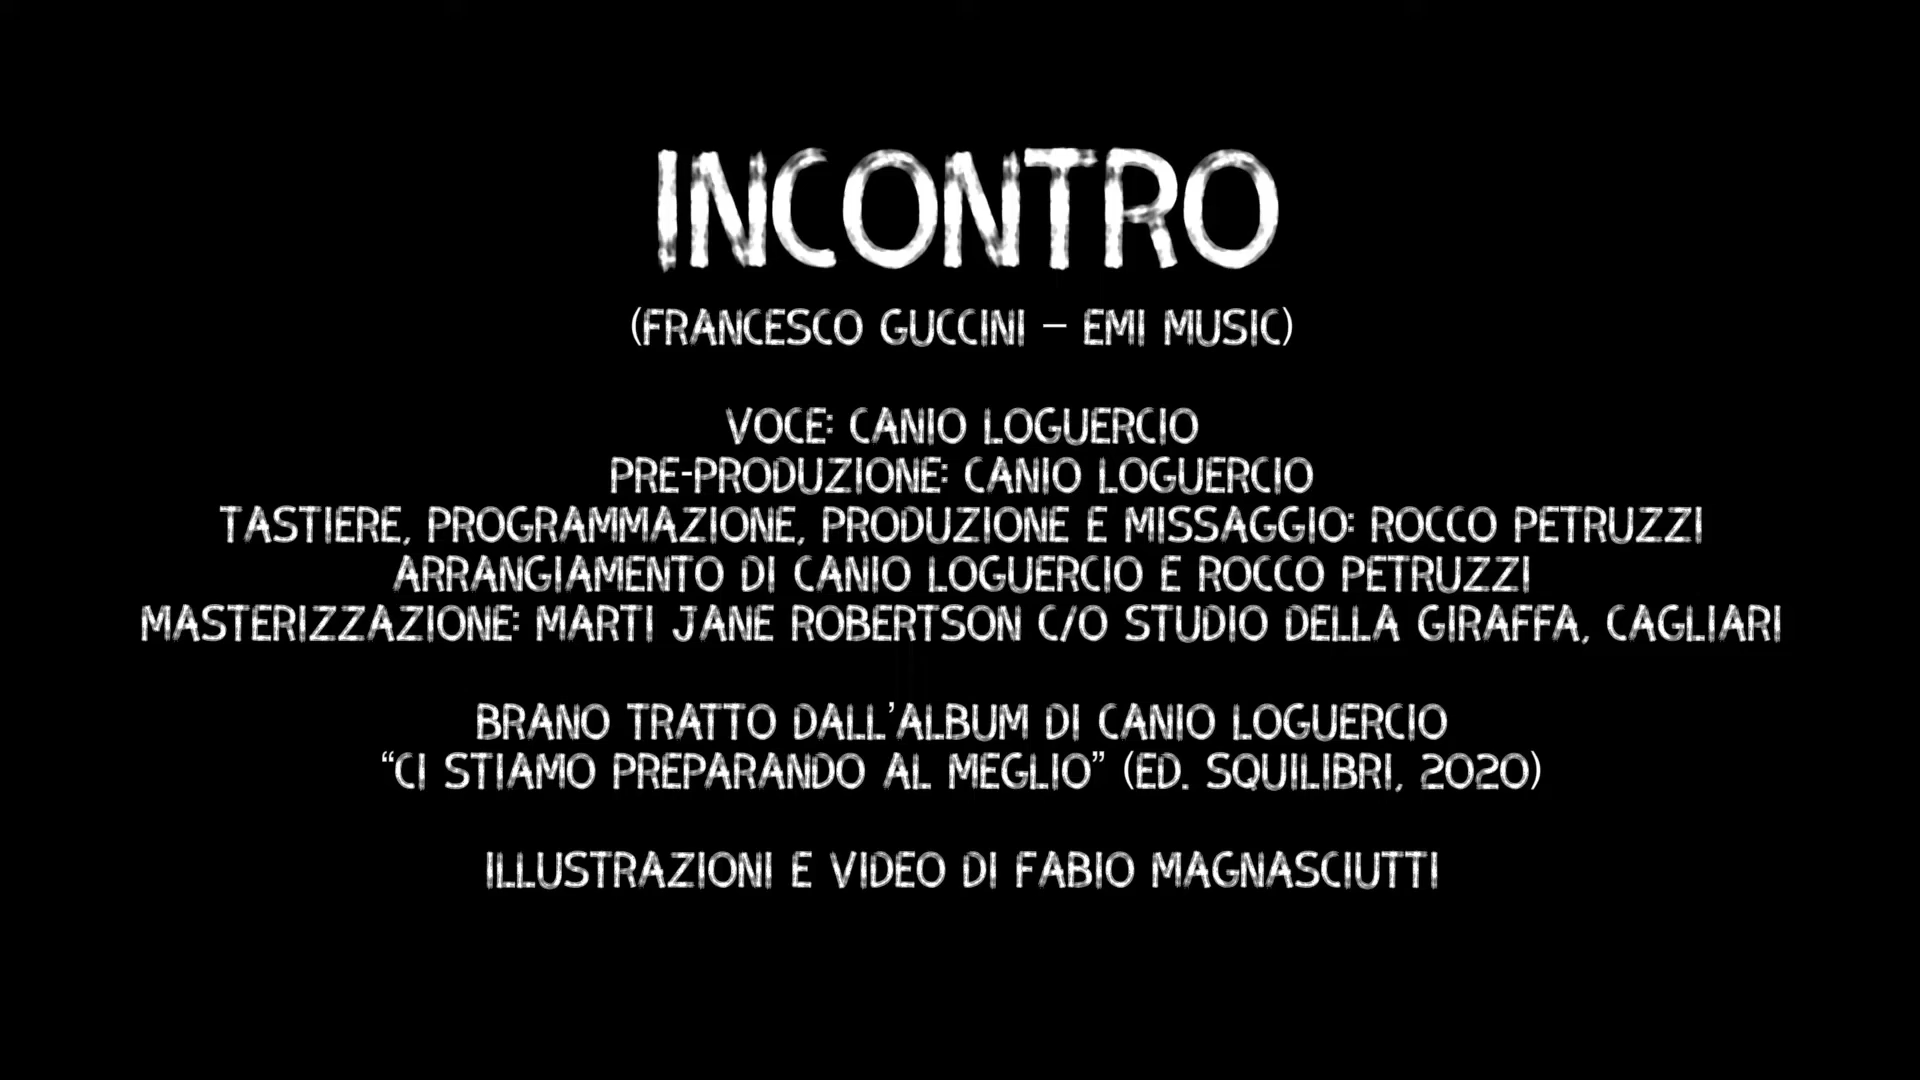 INCONTRO
(FRANCESCO GUCCINI – EMI MUSIC)
VOCE: CANIO LOGUERCIO
PRE-PRODUZIONE: CANIO LOGUERCIO
TASTIERE, PROGRAMMAZIONE, PRODUZIONE E MISSAGGIO: ROCCO PETRUZZI
ARRANGIAMENTO DI CANIO LOGUERCIO E ROCCO PETRUZZI
MASTERIZZAZIONE: MARTI JANE ROBERTSON C/O STUDIO DELLA GIRAFFA, CAGLIARI
BRANO TRATTO DALL’ALBUM DI CANIO LOGUERCIO
“CI STIAMO PREPARANDO AL MEGLIO” (ED. SQUILIBRI, 2020)
ILLUSTRAZIONI E VIDEO DI FABIO MAGNASCIUTTI